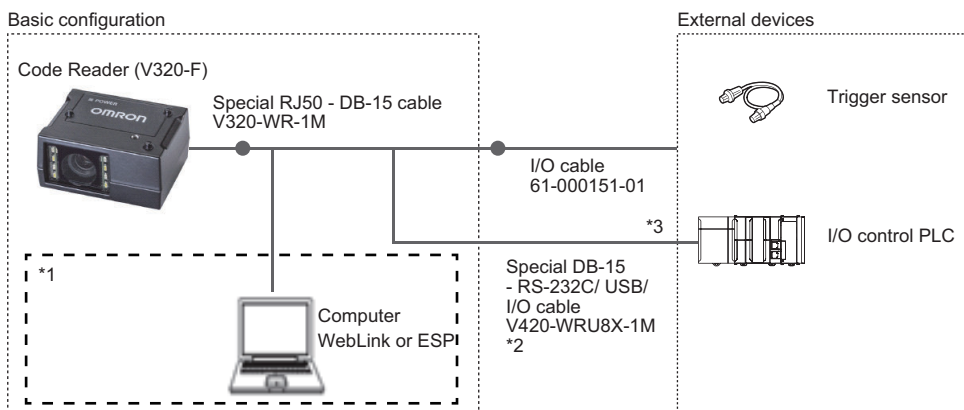 Basic configuration
External devices
Code Reader (V320-F)
POWER
OMRON
Special RJ50 - DB-15 cable
V320-WR-1M
Trigger sensor
I/O cable
61-000151-01
*3
I/O control PLC
*1
Computer
WebLink or ESP
Special DB-15
- RS-232C/ USB/
I/O cable
V420-WRU8X-1M
*2